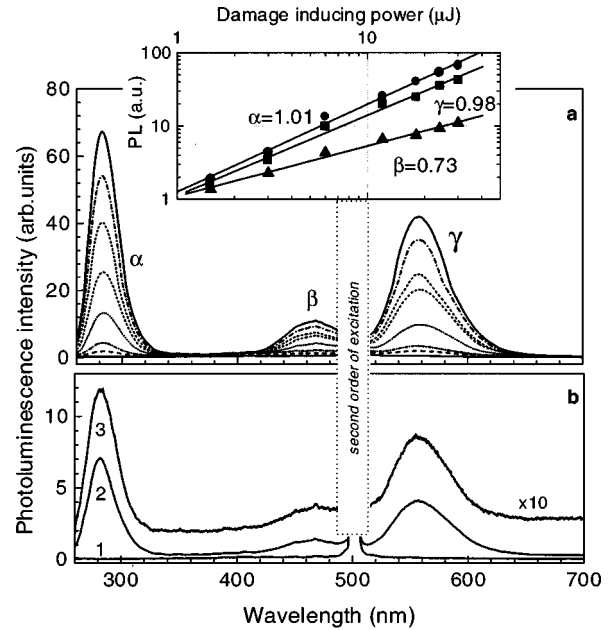 Damage inducing power (µJ)
1
10
100
10
1
PL (a.u.)
α=1.01
γ=0.98
β=0.73
80
60
40
20
0
Photoluminescence intensity (arb.units)
a
α
β
γ
second order of excitation
b
10
5
0
3
2
1
x10
300
400
500
600
700
Wavelength (nm)